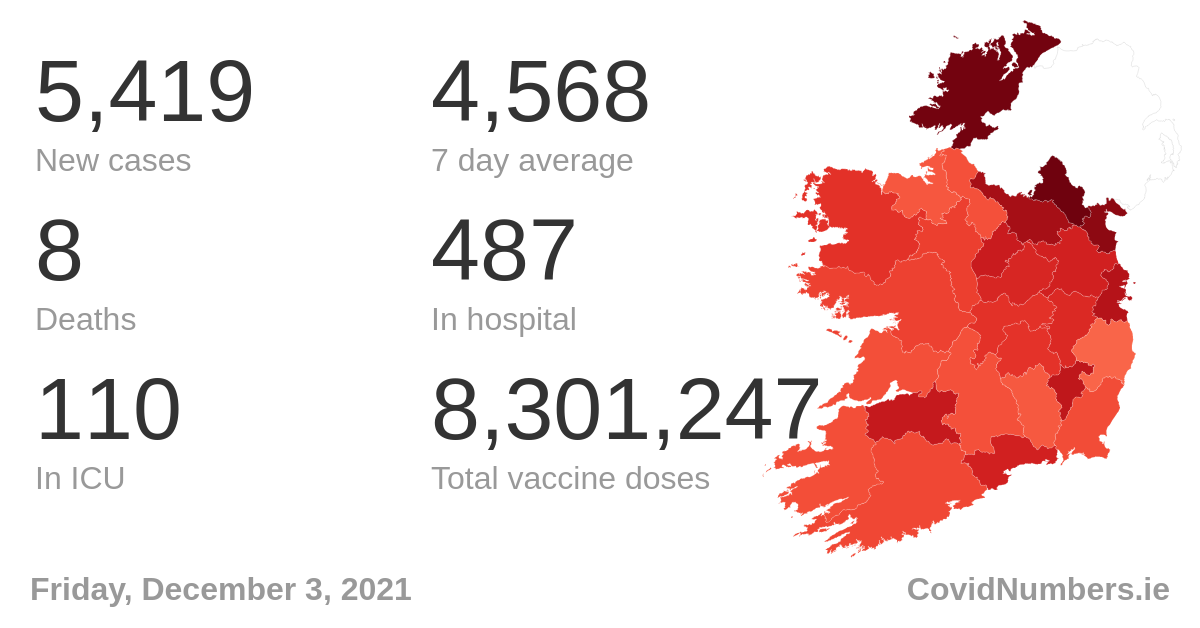 5,419
New cases
4,568
7 day average
8
Deaths
487
In hospital
110
In ICU
8,301,247
Total vaccine doses
Friday, December 3, 2021
CovidNumbers.ie